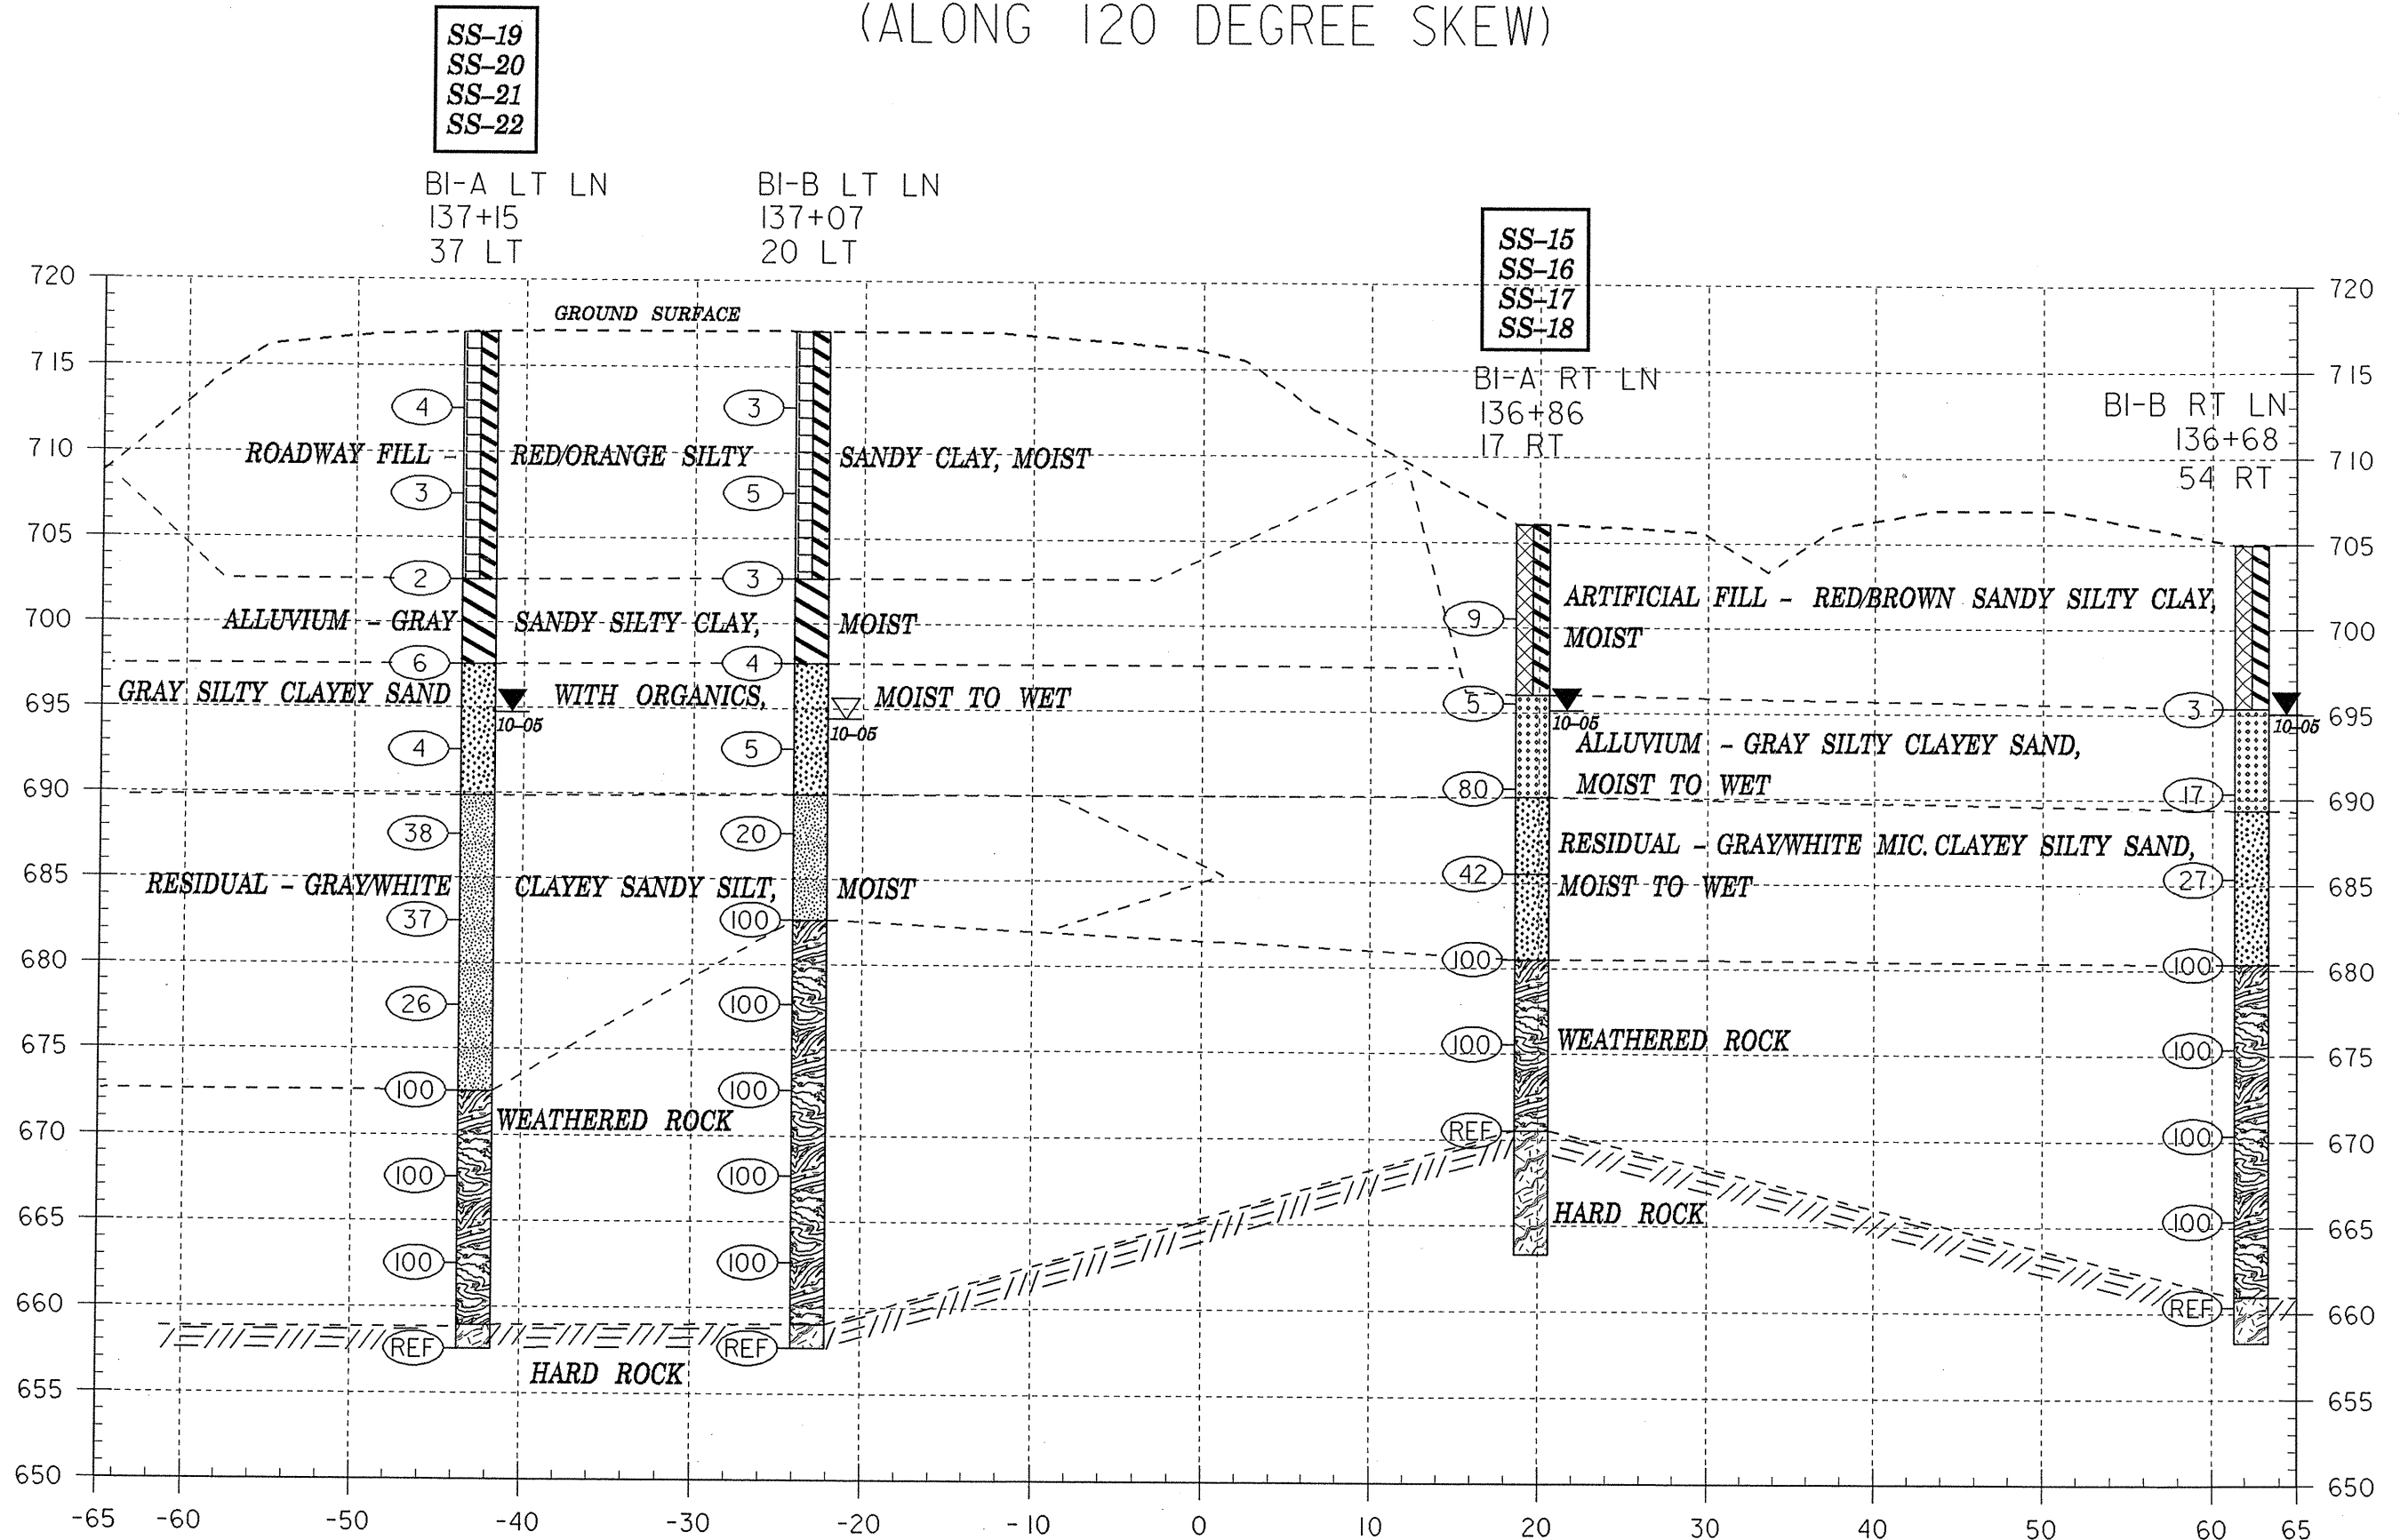 (ALONG 120 DEGREE SKEW)
SS-19
SS-20
SS-21
SS-22
B1-A LT LN
137+15
37 LT
B1-B LT LN
137+07
20 LT
SS-15
SS-16
SS-17
SS-18
B1-A RT LN
136+86
17 RT
B1-B RT LN
136+68
54 RT
720
715
710
705
700
695
690
685
680
675
670
665
660
655
650
GROUND SURFACE
ROADWAY FILL - RED/ORANGE SILTY SANDY CLAY, MOIST
ALLUVIUM - GRAY SANDY SILTY CLAY, MOIST
GRAY SILTY CLAYEY SAND WITH ORGANICS, MOIST TO WET
10-05
10-05
RESIDUAL - GRAY/WHITE CLAYEY SANDY SILT, MOIST
WEATHERED ROCK
HARD ROCK
4
3
2
6
4
38
37
26
100
100
100
REF
3
5
3
4
5
20
100
100
100
100
100
REF
ARTIFICIAL FILL - RED/BROWN SANDY SILTY CLAY,
MOIST
10-05
10-05
ALLUVIUM - GRAY SILTY CLAYEY SAND,
MOIST TO WET
RESIDUAL - GRAY/WHITE MIC. CLAYEY SILTY SAND,
MOIST TO WET
WEATHERED ROCK
HARD ROCK
9
5
80
42
100
100
REF
3
17
27
100
100
100
100
REF
720
715
710
705
700
695
690
685
680
675
670
665
660
655
650
-65 -60 -50 -40 -30 -20 -10 0 10 20 30 40 50 60 65